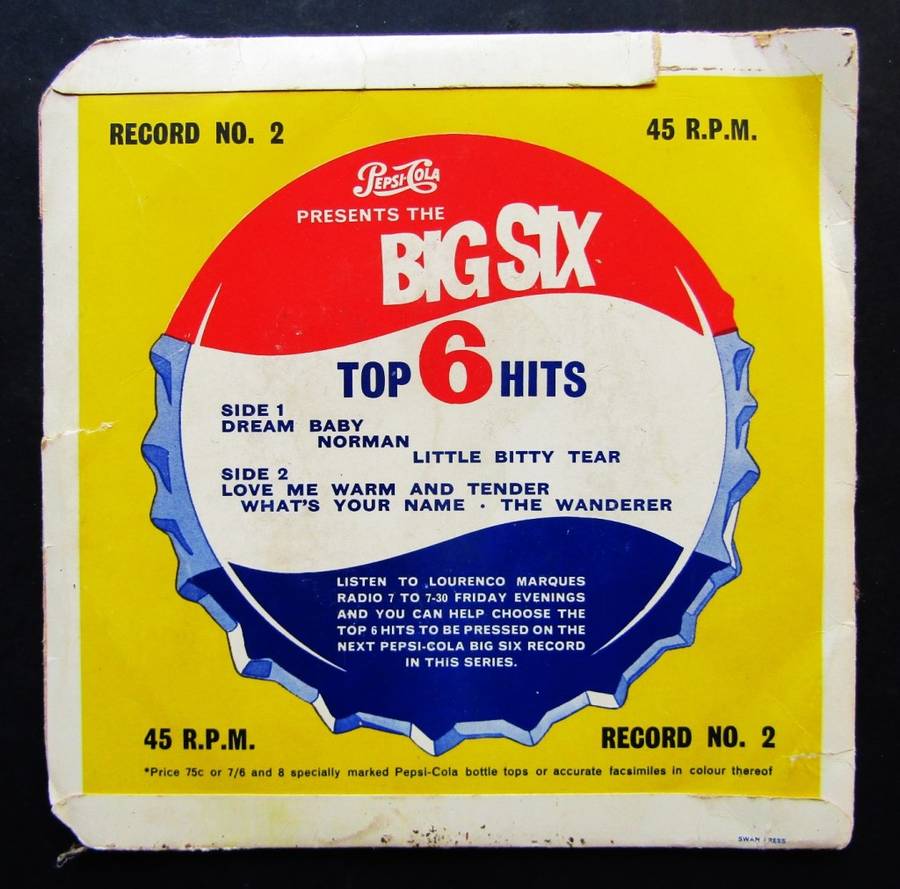 RECORD NO. 2
45 R.P.M.
PEPSI-COLA
PRESENTS THE
BIG SIX
TOP 6 HITS
SIDE 1
DREAM BABY
NORMAN
LITTLE BITTY TEAR
SIDE 2
LOVE ME WARM AND TENDER
WHAT'S YOUR NAME · THE WANDERER
LISTEN TO LOURENCO MARQUES
RADIO 7 TO 7-30 FRIDAY EVENINGS
AND YOU CAN HELP CHOOSE THE
TOP 6 HITS TO BE PRESSED ON THE
NEXT PEPSI-COLA BIG SIX RECORD
IN THIS SERIES.
45 R.P.M.
RECORD NO. 2
*Price 75c or 7/6 and 8 specially marked Pepsi-Cola bottle tops or accurate facsimiles in colour thereof
SWAN PRESS